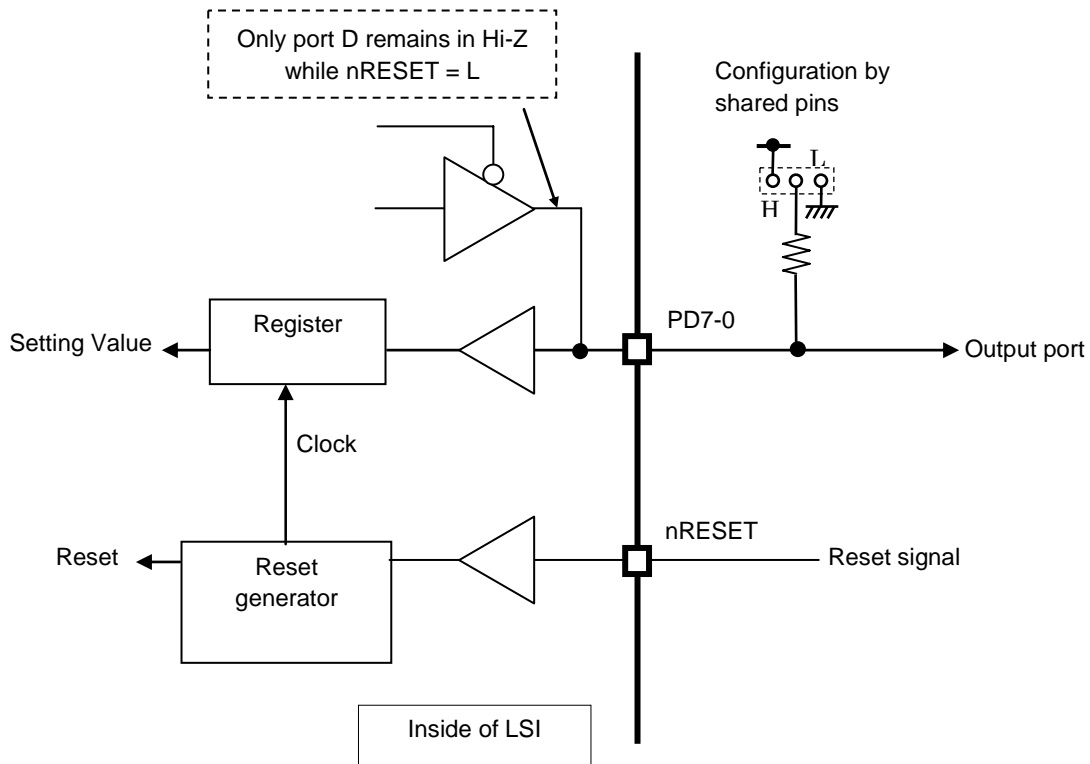 Only port D remains in Hi-Z
while nRESET = L
Configuration by
shared pins
L
H
Register
PD7-0
Setting Value
Output port
Clock
nRESET
Reset
Reset
generator
Reset signal
Inside of LSI